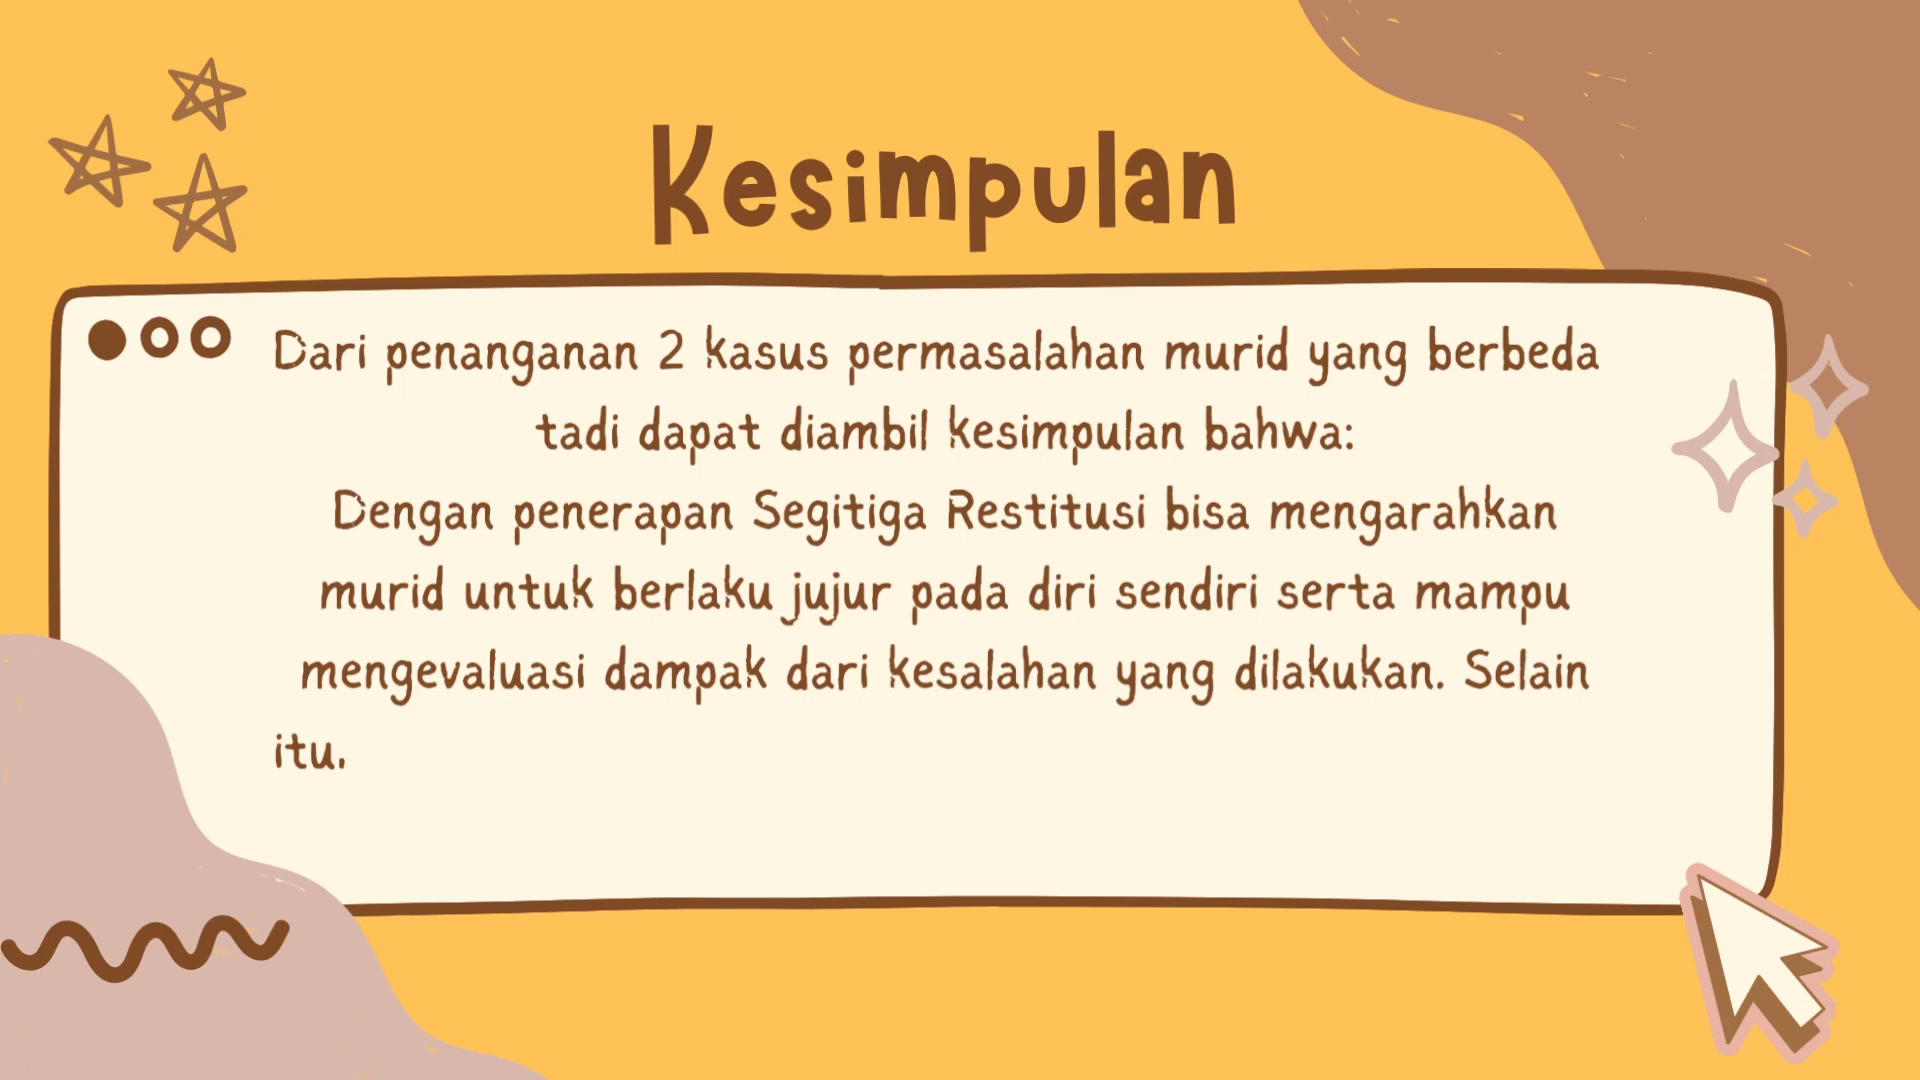 Kesimpulan
Dari penanganan 2 kasus permasalahan murid yang berbeda
tadi dapat diambil kesimpulan bahwa:
Dengan penerapan Segitiga Restitusi bisa mengarahkan
murid untuk berlaku jujur pada diri sendiri serta mampu
mengevaluasi dampak dari kesalahan yang dilakukan. Selain
itu.